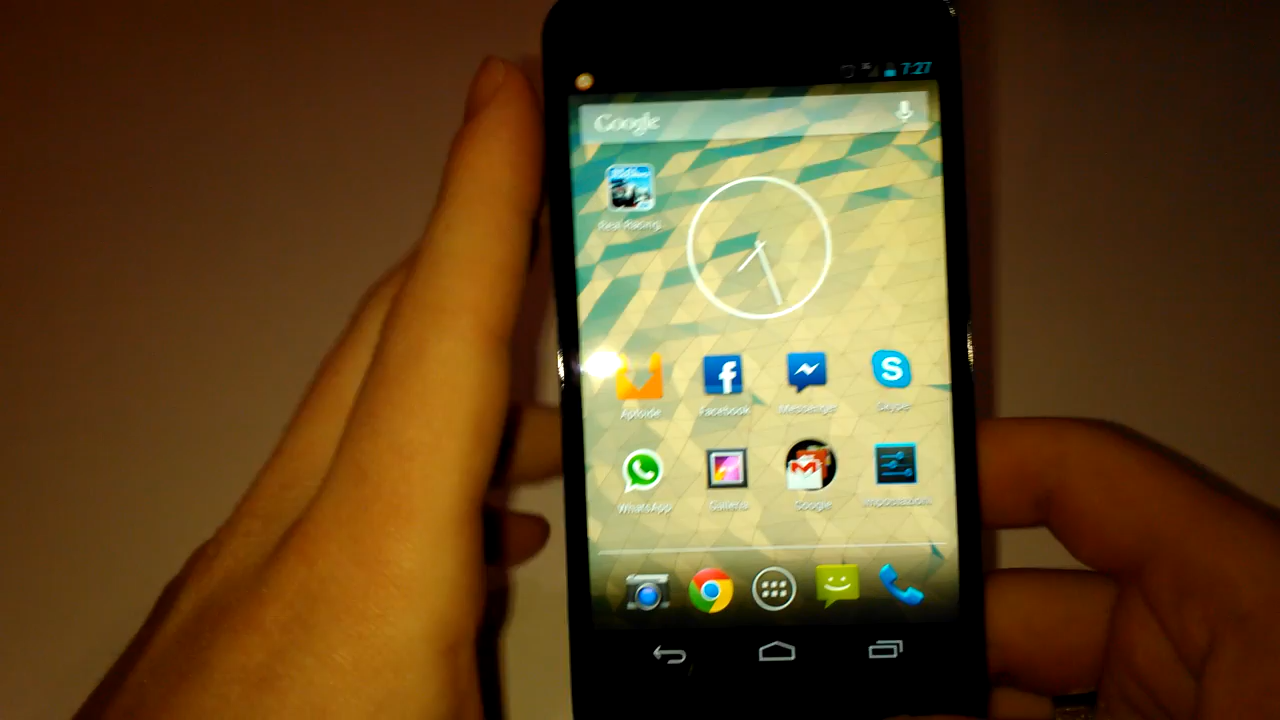 7:27
Google
Real Racing
Aptoide Facebook Messenger Skype
WhatsApp Galleria Google Impostazioni